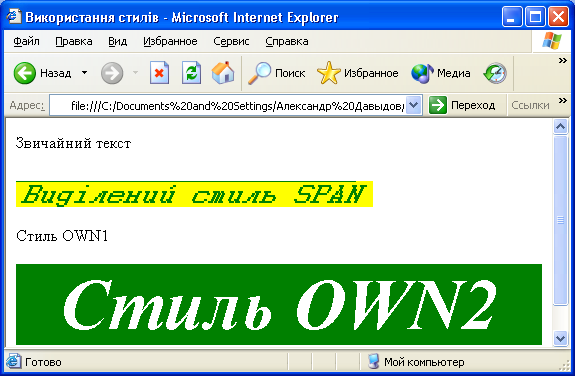 Використання стилів - Microsoft Internet Explorer
Файл Правка Вид Избранное Сервис Справка
Назад Поиск Избранное Медиа
Адрес: file:///C:/Documents%20and%20Settings/Александр%20Давыдов/ Переход Ссылки
Звичайний текст
Виділений стиль SPAN
Стиль OWN1
Стиль OWN2
Готово Мой компьютер